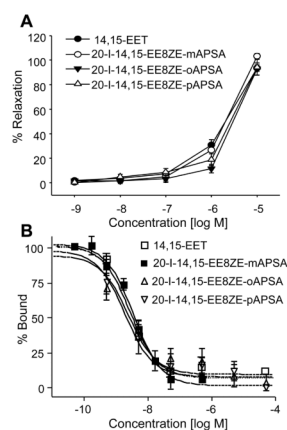 A
14,15-EET
20-I-14,15-EE8ZE-mAPSA
20-I-14,15-EE8ZE-oAPSA
20-I-14,15-EE8ZE-pAPSA
% Relaxation
120
100
80
60
40
20
0
-9
-8
-7
-6
-5
Concentration [log M]
B
14,15-EET
20-I-14,15-EE8ZE-mAPSA
20-I-14,15-EE8ZE-oAPSA
20-I-14,15-EE8ZE-pAPSA
% Bound
100
75
50
25
0
-10
-8
-6
-4
Concentration [log M]